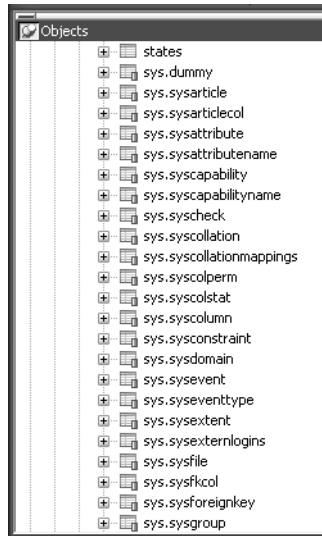 Objects
states
sys.dummy
sys.sysarticle
sys.sysarticlecol
sys.sysattribute
sys.sysattributename
sys.syscapability
sys.syscapabilityname
sys.syscheck
sys.syscollation
sys.syscollationmappings
sys.syscolperm
sys.syscolstat
sys.syscolumn
sys.sysconstraint
sys.sysdomain
sys.sysevent
sys.syseventtype
sys.sysextent
sys.sysexternlogins
sys.sysfile
sys.sysfkcol
sys.sysforeignkey
sys.sysgroup